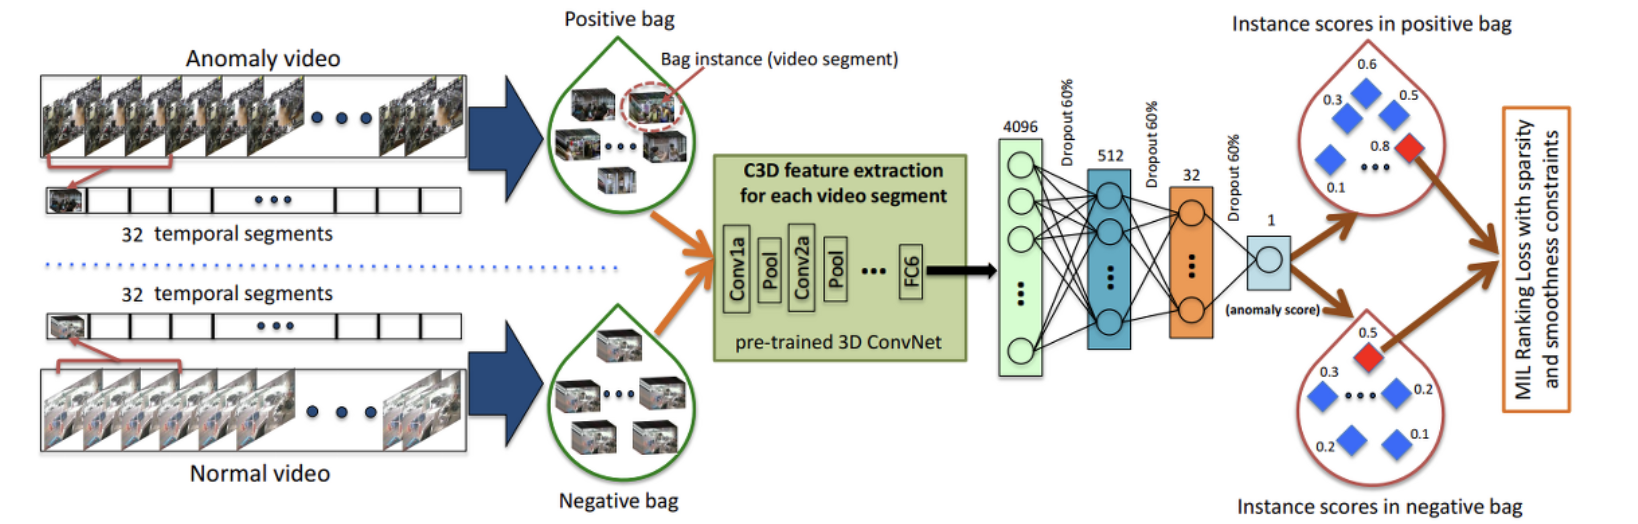 Anomaly video
32 temporal segments
32 temporal segments
Normal video
Positive bag
Bag instance (video segment)
Negative bag
C3D feature extraction
for each video segment
Conv1a
Pool
Conv2a
Pool
FC6
pre-trained 3D ConvNet
4096
Dropout 60%
512
Dropout 60%
32
Dropout 60%
1
(anomaly score)
Instance scores in positive bag
0.6
0.3
0.5
0.8
0.1
0.5
0.3
0.2
0.2
0.1
Instance scores in negative bag
MIL Ranking Loss with sparsity
and smoothness constraints